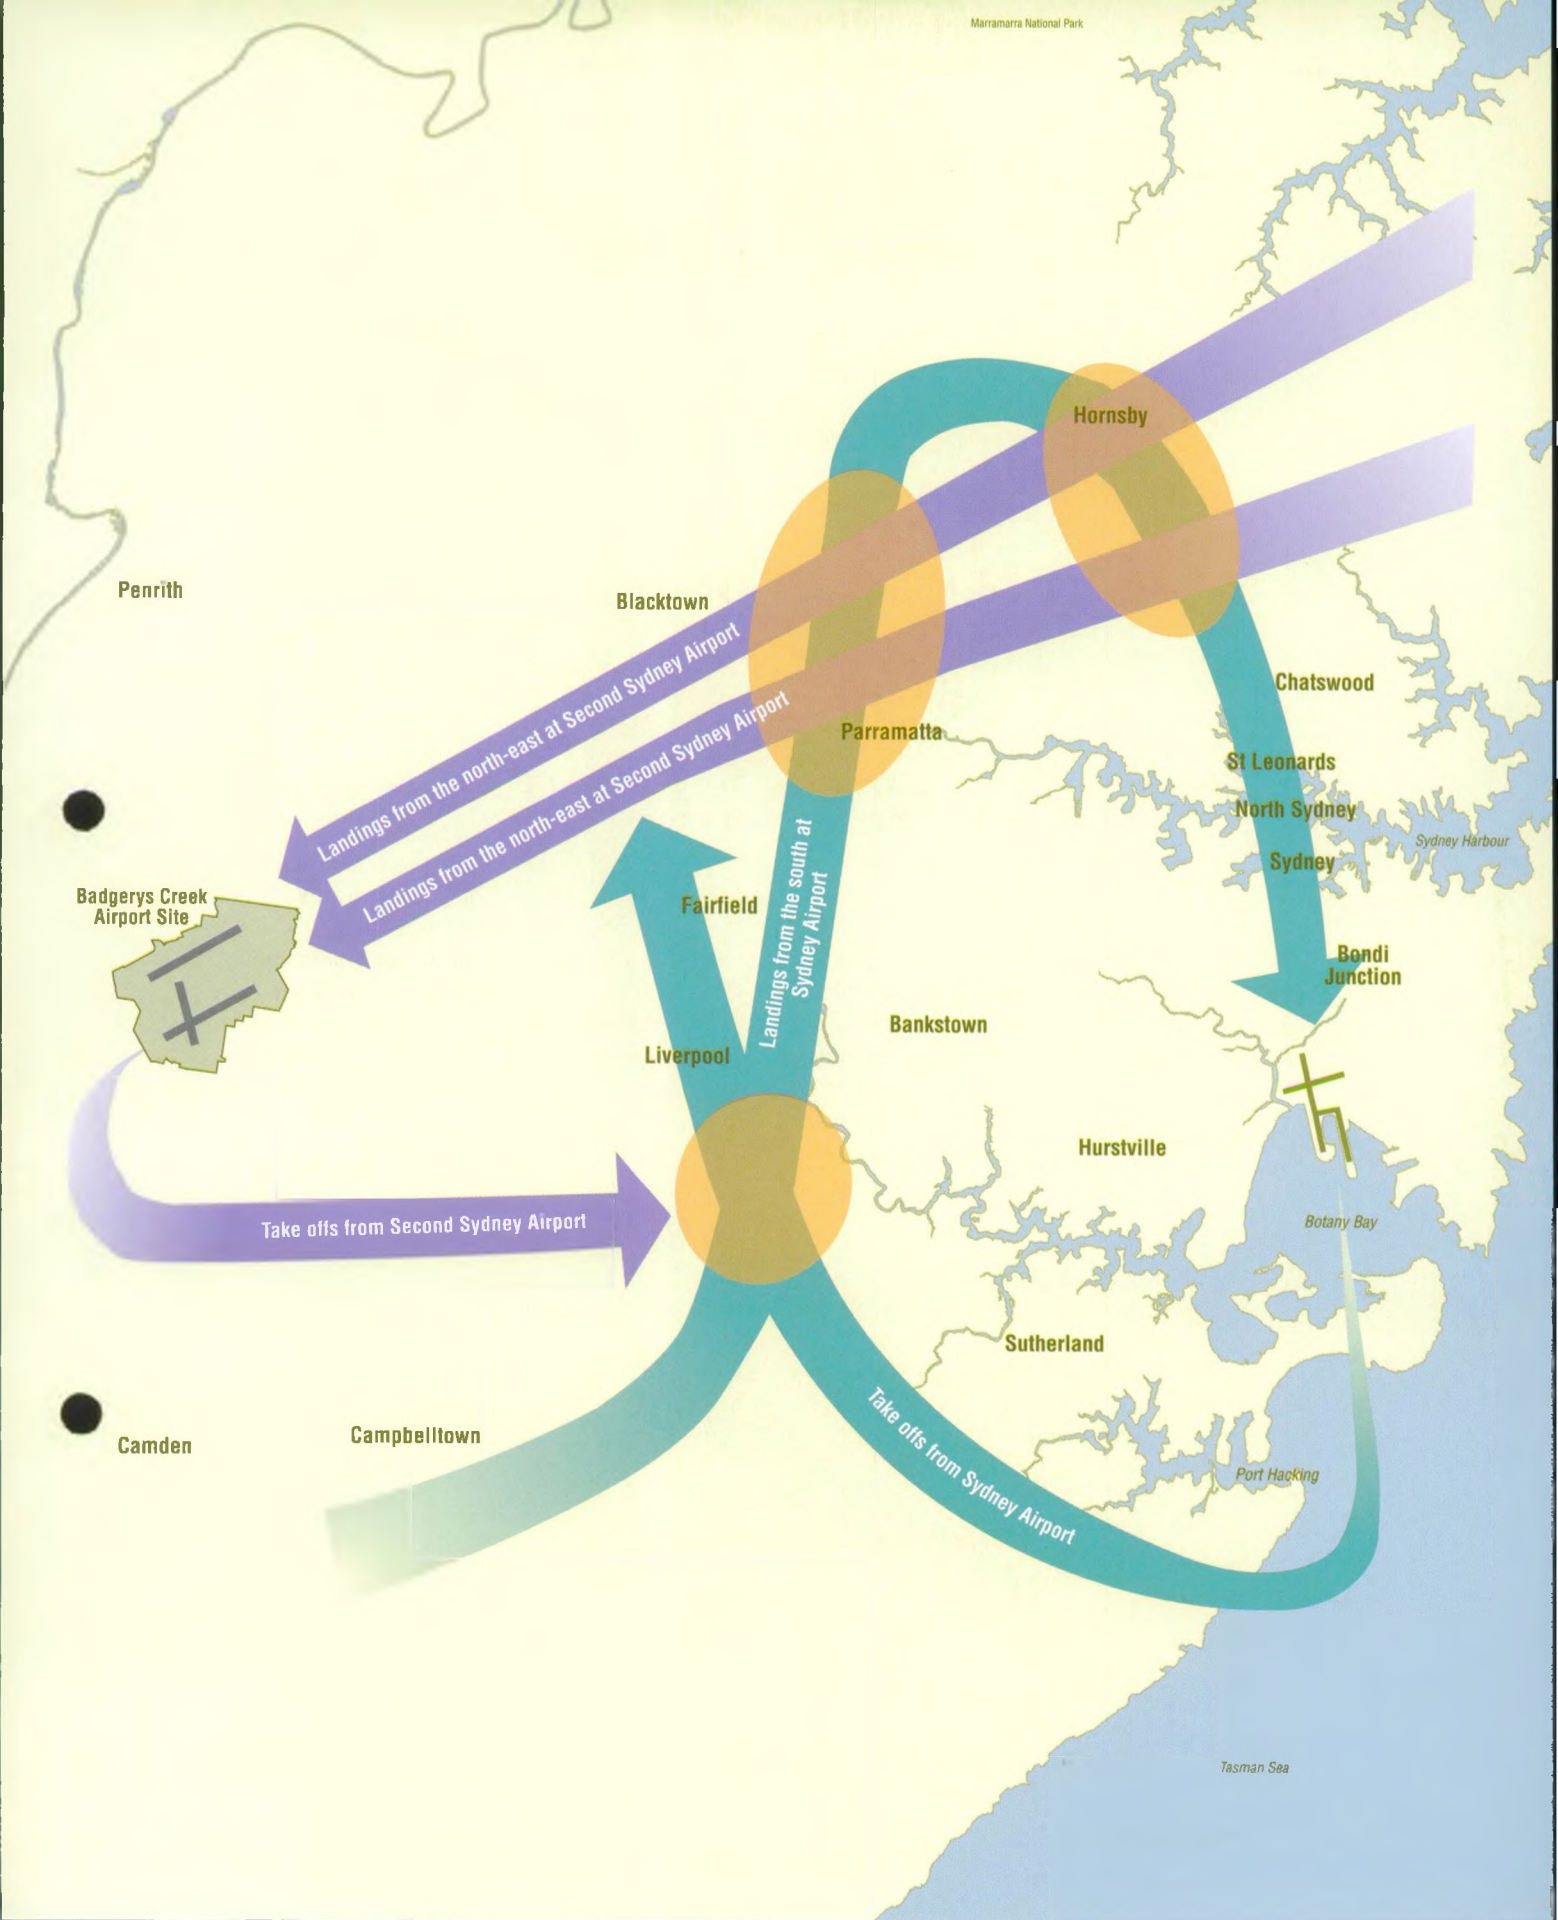 Marramarra National Park
Hornsby
Penrith
Blacktown
Landings from the north-east at Second Sydney Airport
Landings from the north-east at Second Sydney Airport
Chatswood
Parramatta
St Leonards
North Sydney
Sydney Harbour
Sydney
Badgerys Creek
Airport Site
Fairfield
Landings from the south at
Sydney Airport
Bondi
Junction
Bankstown
Liverpool
Hurstville
Take offs from Second Sydney Airport
Botany Bay
Sutherland
Take offs from Sydney Airport
Campbelltown
Camden
Port Hacking
Tasman Sea